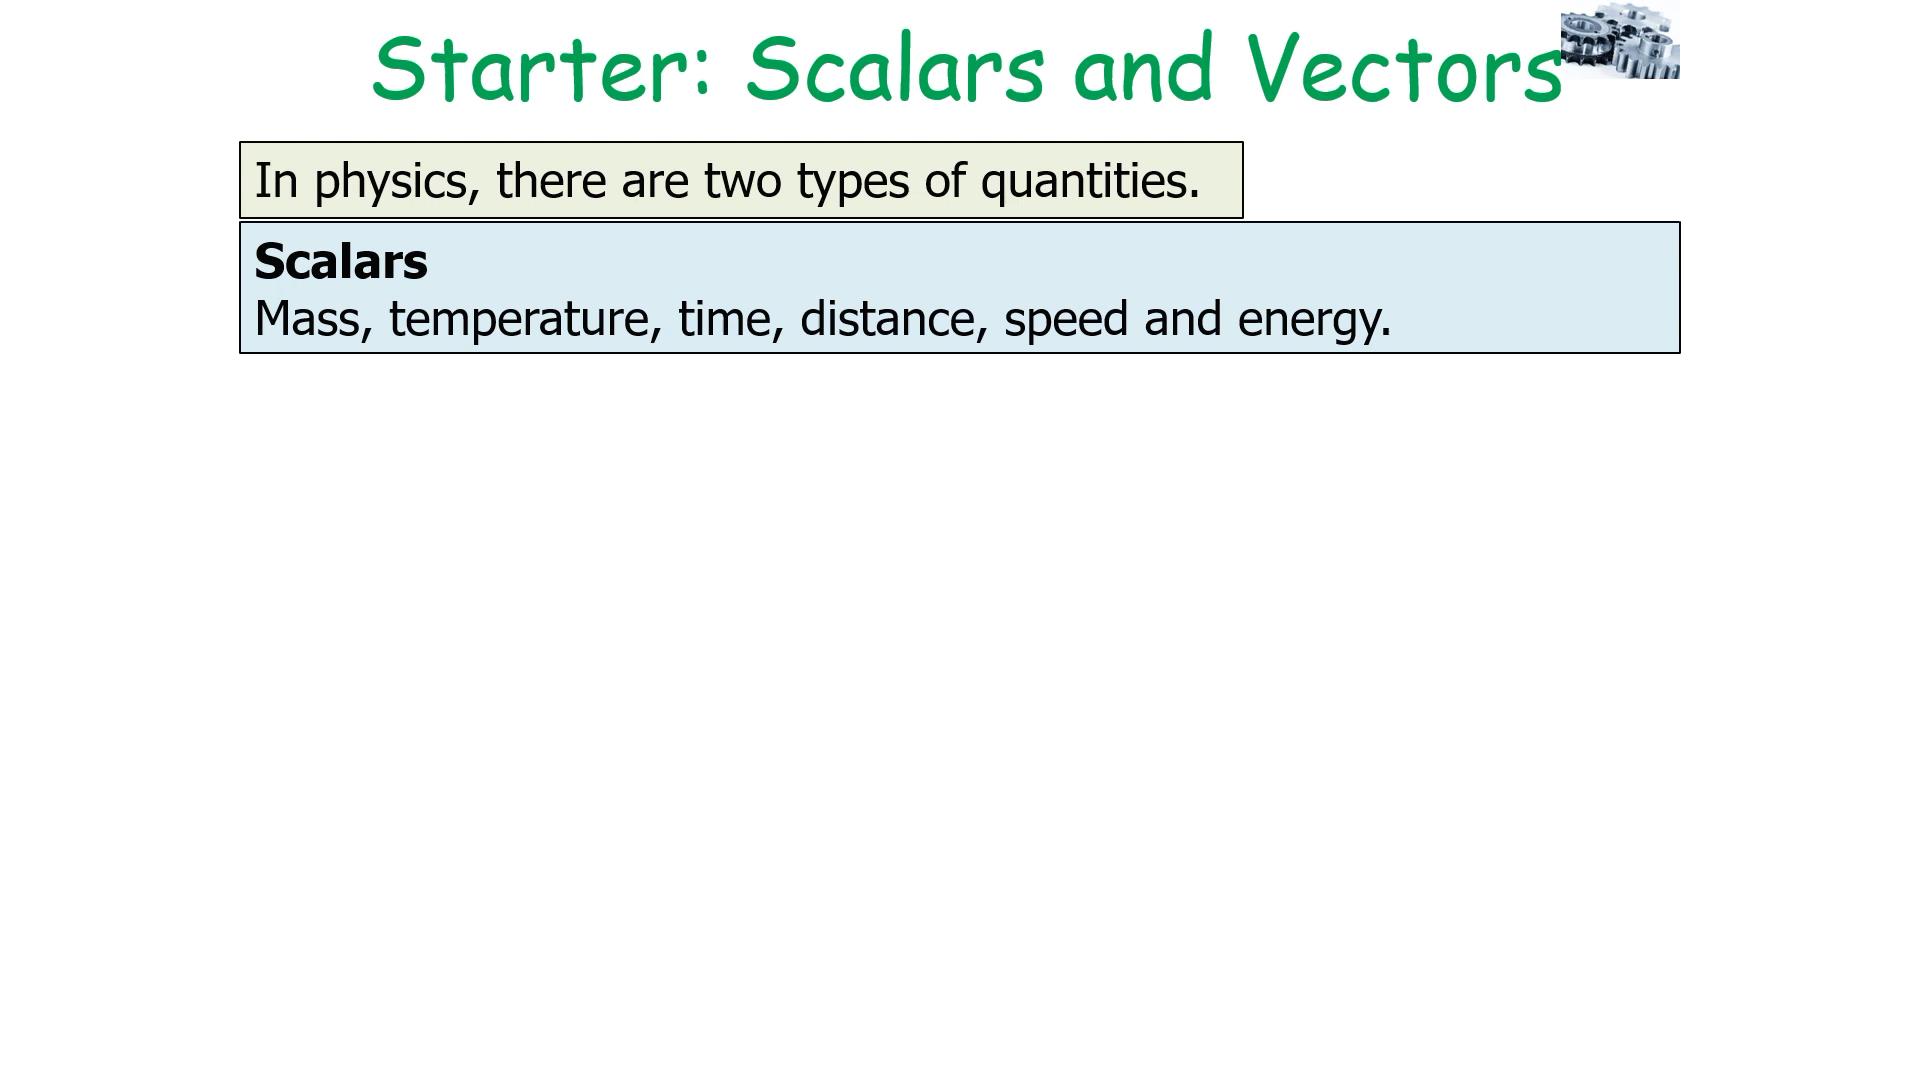 Starter: Scalars and Vectors
In physics, there are two types of quantities.
Scalars
Mass, temperature, time, distance, speed and energy.